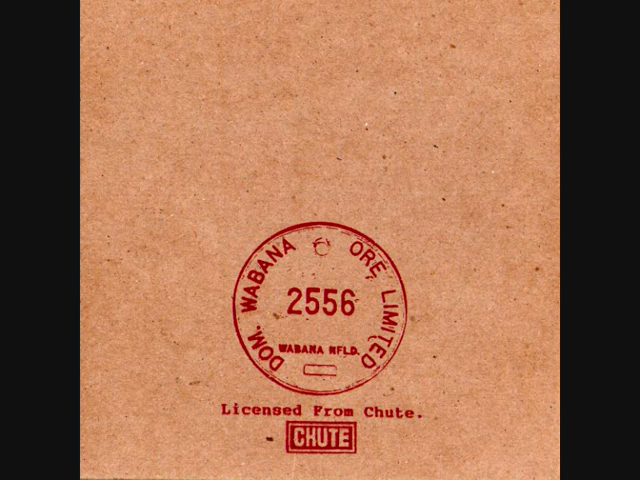 DOM. WABANA ORE, LIMITED
2556
WABANA NFLD.
Licensed From Chute.
CHUTE